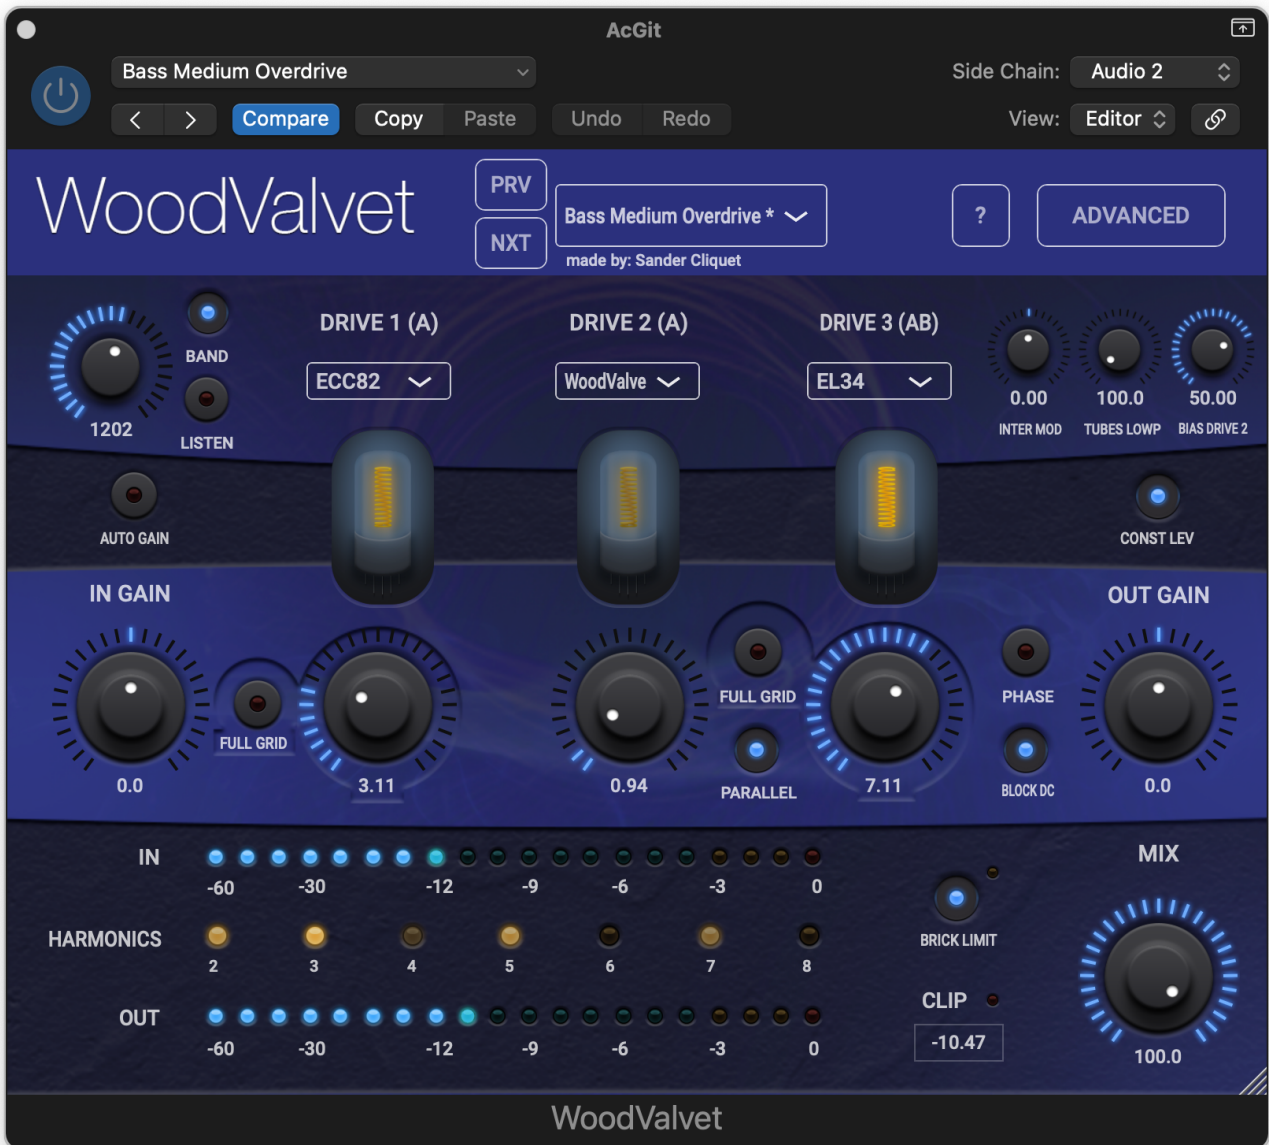 AcGit
Bass Medium Overdrive
Side Chain: Audio 2
Compare Copy Paste Undo Redo
View: Editor
WoodValvet
PRV
NXT
Bass Medium Overdrive *
made by: Sander Cliquet
?
ADVANCED
BAND
1202
LISTEN
DRIVE 1 (A) DRIVE 2 (A) DRIVE 3 (AB)
ECC82 WoodValve EL34
0.00 100.0 50.00
INTER MOD TUBES LOWP BIAS DRIVE 2
AUTO GAIN
CONST LEV
IN GAIN
OUT GAIN
FULL GRID
FULL GRID
PHASE
PARALLEL
BLOCK DC
0.0 3.11 0.94 7.11 0.0
IN
-60 -30 -12 -9 -6 -3 0
HARMONICS
2 3 4 5 6 7 8
OUT
-60 -30 -12 -9 -6 -3 0
BRICK LIMIT
CLIP
-10.47
MIX
100.0
WoodValvet